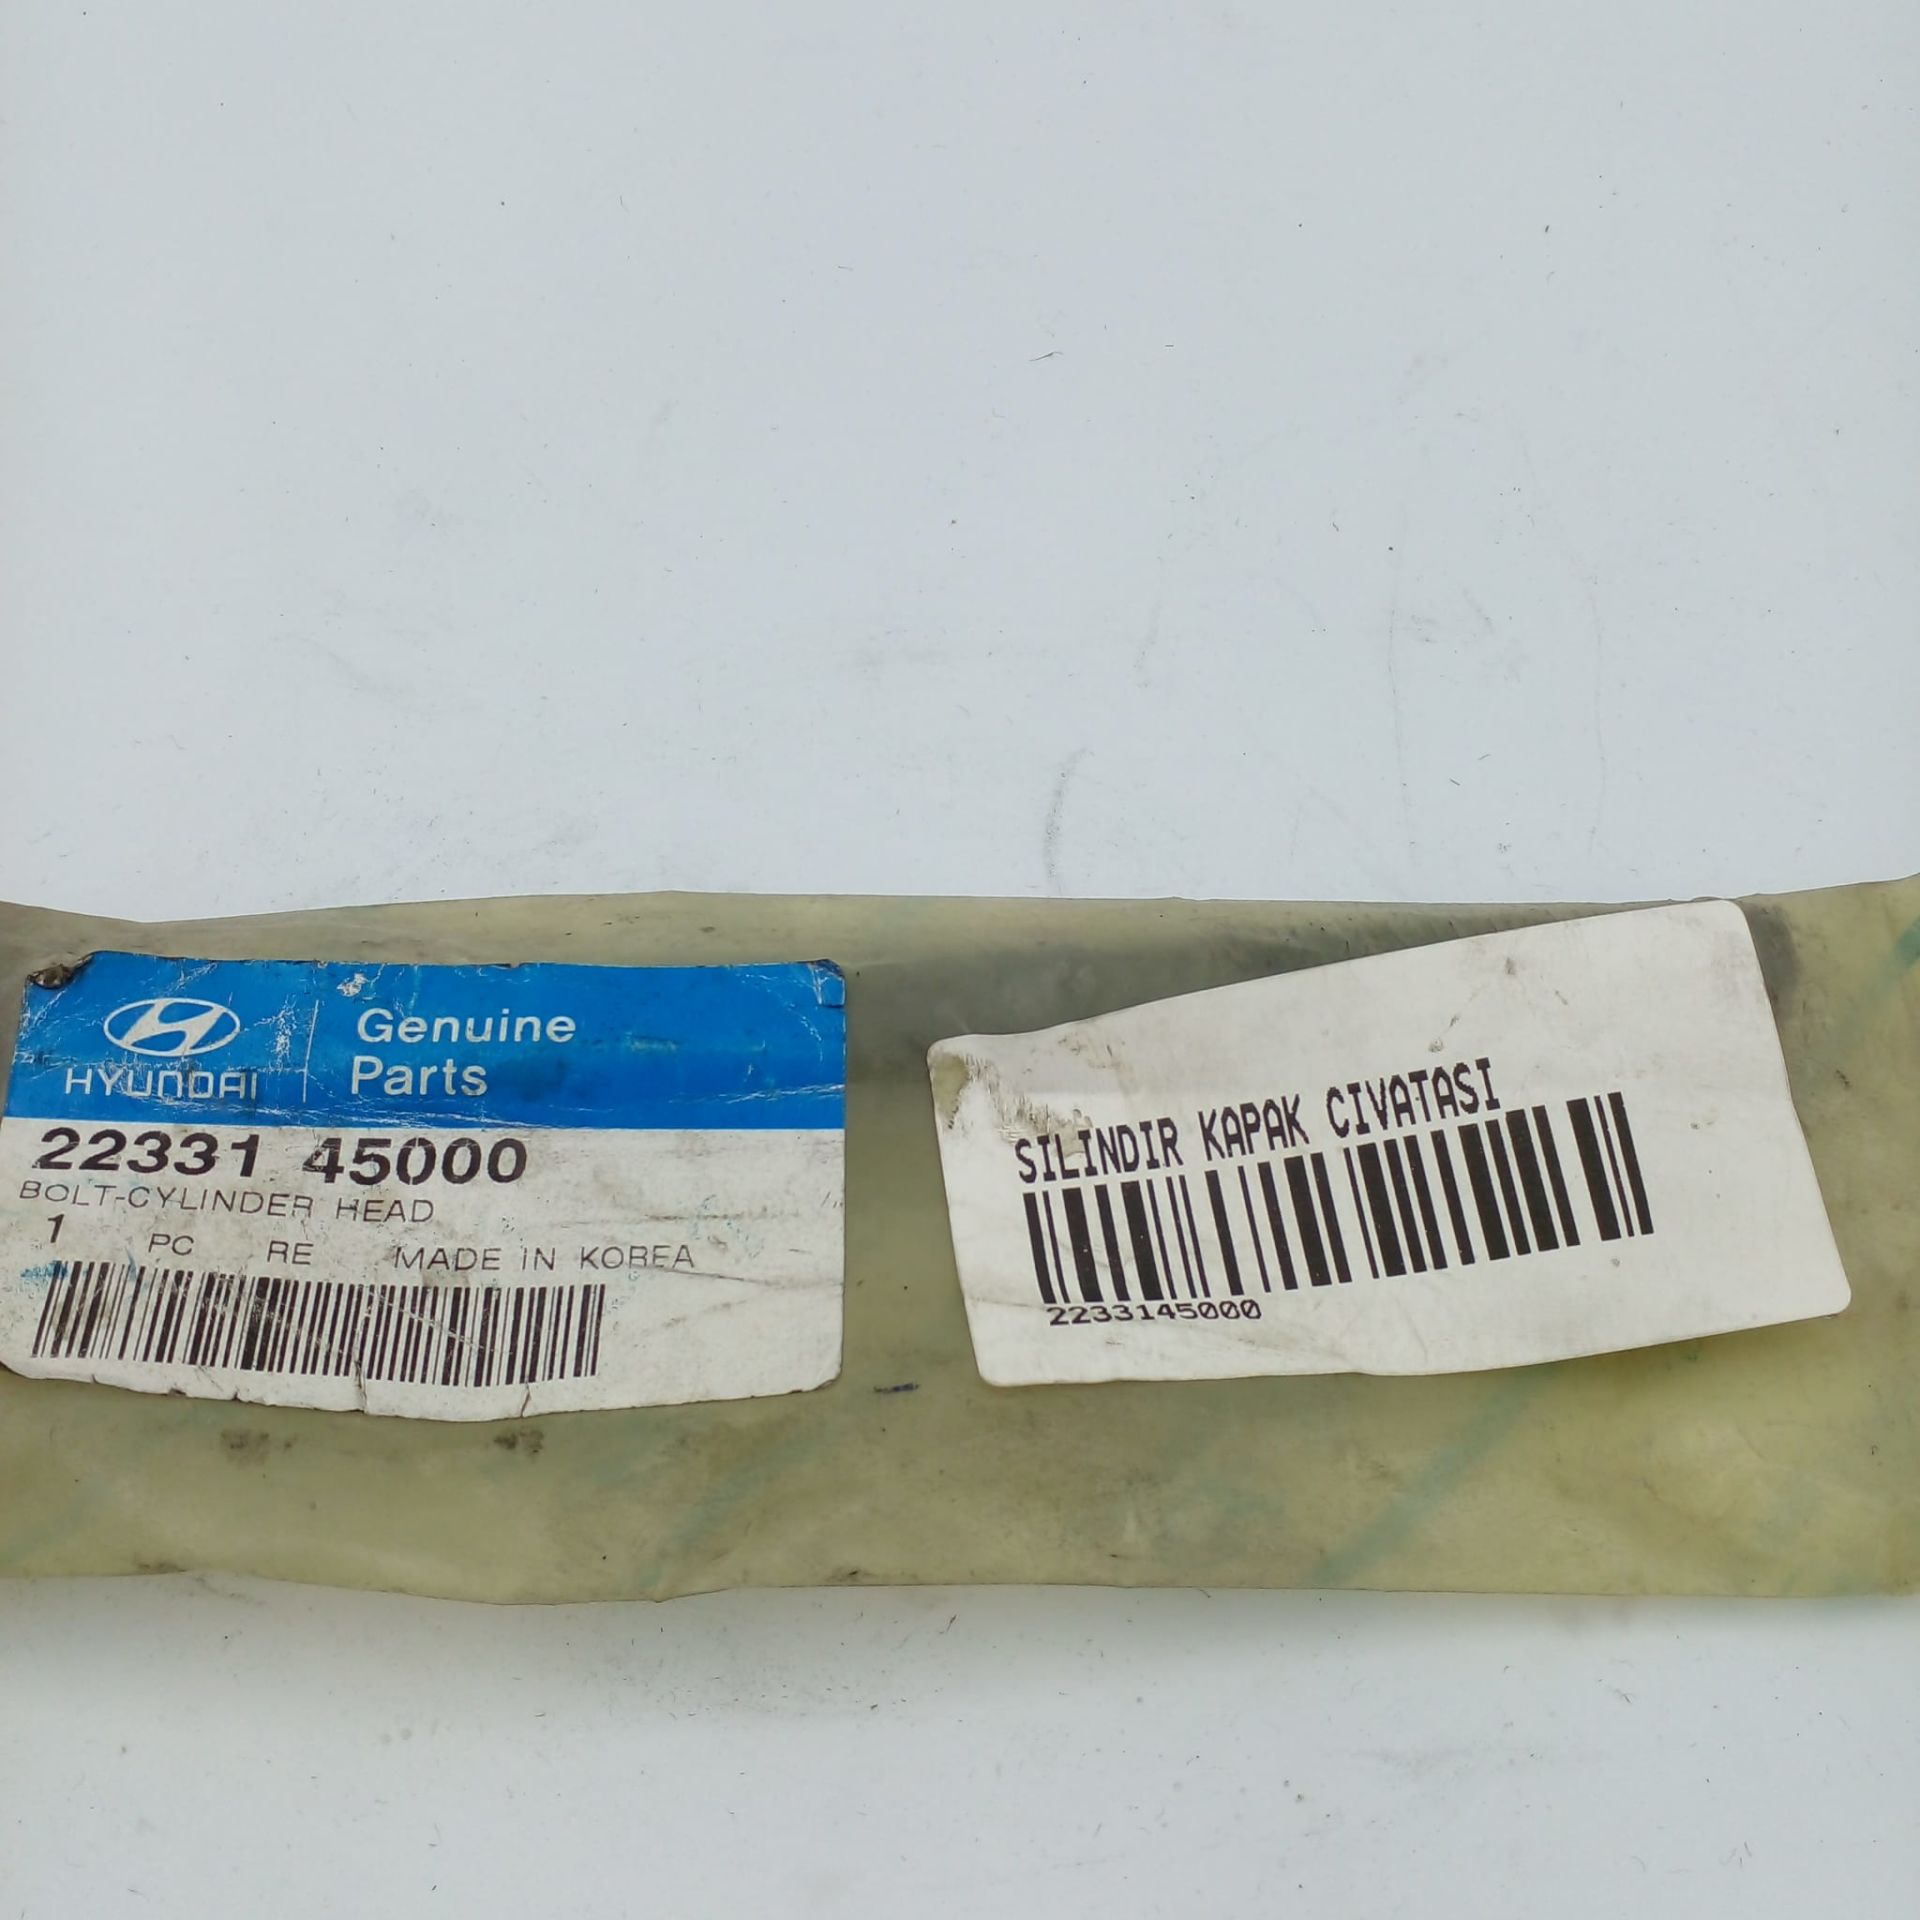 HYUNDAI
Genuine
Parts
22331 45000
BOLT-CYLINDER HEAD
1 PC RE MADE IN KOREA
SILINDIR KAPAK CIVATASI
2233145000